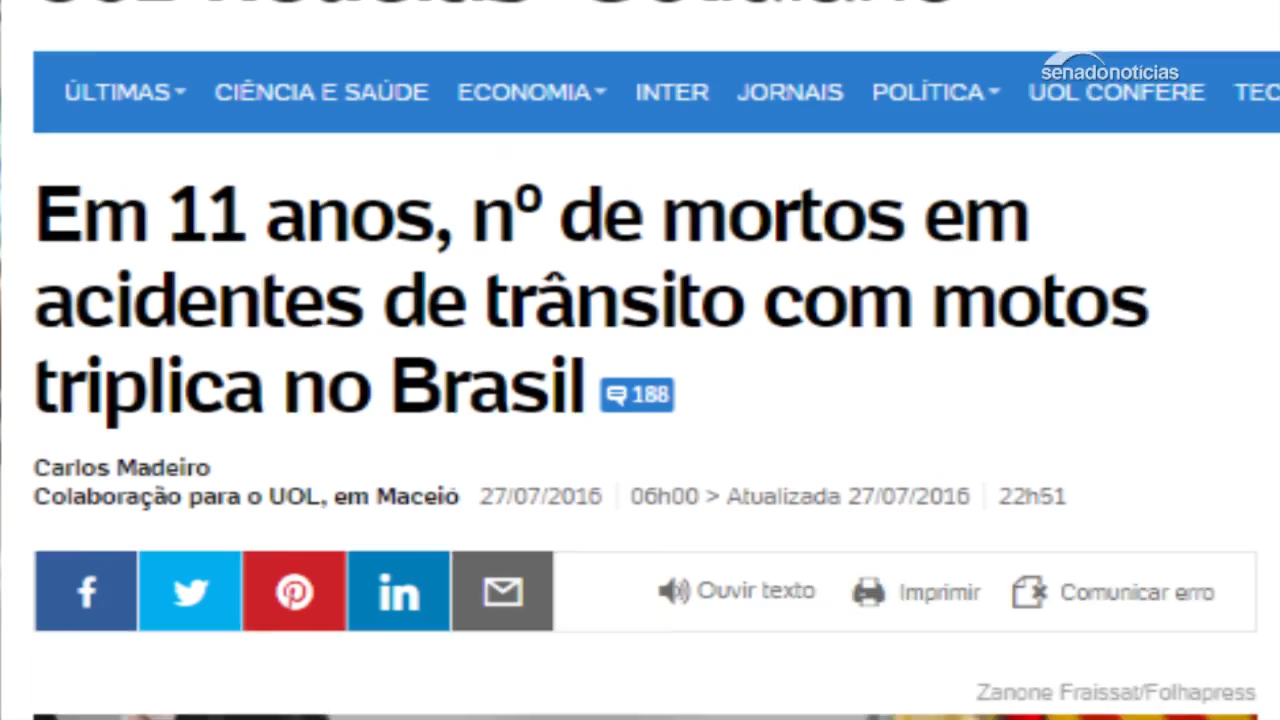 senadonotícias
ÚLTIMAS CIÊNCIA E SAÚDE ECONOMIA INTER JORNAIS POLÍTICA UOL CONFERE TEC
Em 11 anos, nº de mortos em
acidentes de trânsito com motos
triplica no Brasil 188
Carlos Madeiro
Colaboração para o UOL, em Maceió 27/07/2016 06h00 > Atualizada 27/07/2016 22h51
Ouvir texto Imprimir Comunicar erro
Zanone Fraissat/Folhapress